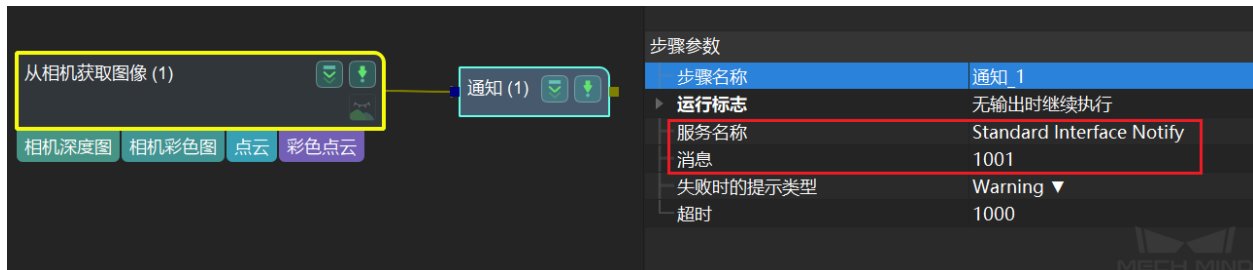 从相机获取图像 (1)
相机深度图 相机彩色图 点云 彩色点云
通知 (1)
步骤参数
步骤名称 通知_1
运行标志 无输出时继续执行
服务名称 Standard Interface Notify
消息 1001
失败时的提示类型 Warning ▼
超时 1000
MECH MIND